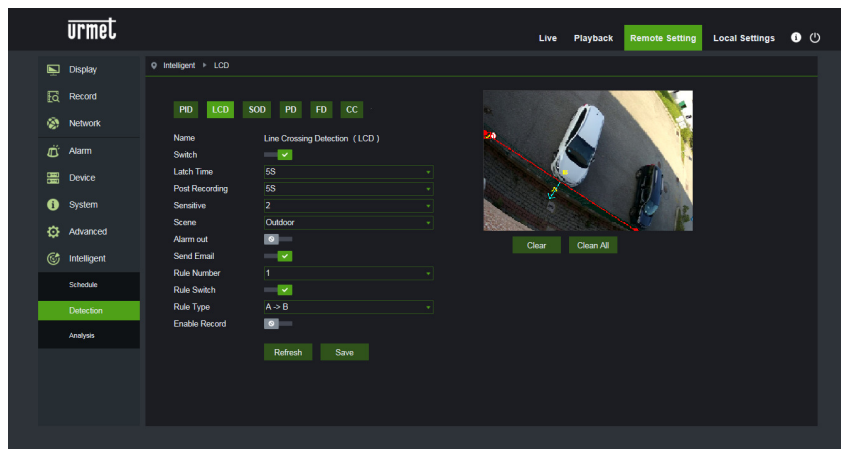 urmet
Live Playback Remote Setting Local Settings
Display
Record
Network
Alarm
Device
System
Advanced
Intelligent
Schedule
Detection
Analysis
Intelligent LCD
PID LCD SOD PD FD CC
Name Line Crossing Detection ( LCD )
Switch
Latch Time 5S
Post Recording 5S
Sensitive 2
Scene Outdoor
Alarm out
Send Email
Rule Number 1
Rule Switch
Rule Type A -> B
Enable Record
Refresh Save
Clear Clean All